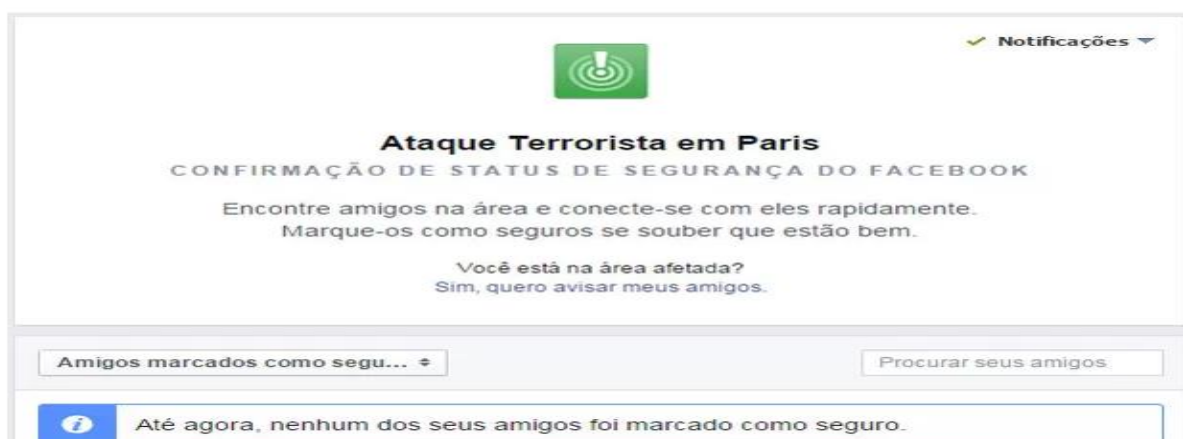 Notificações
Ataque Terrorista em Paris
CONFIRMAÇÃO DE STATUS DE SEGURANÇA DO FACEBOOK
Encontre amigos na área e conecte-se com eles rapidamente.
Marque-os como seguros se souber que estão bem.
Você está na área afetada?
Sim, quero avisar meus amigos.
Amigos marcados como segu...
Procurar seus amigos
Até agora, nenhum dos seus amigos foi marcado como seguro.